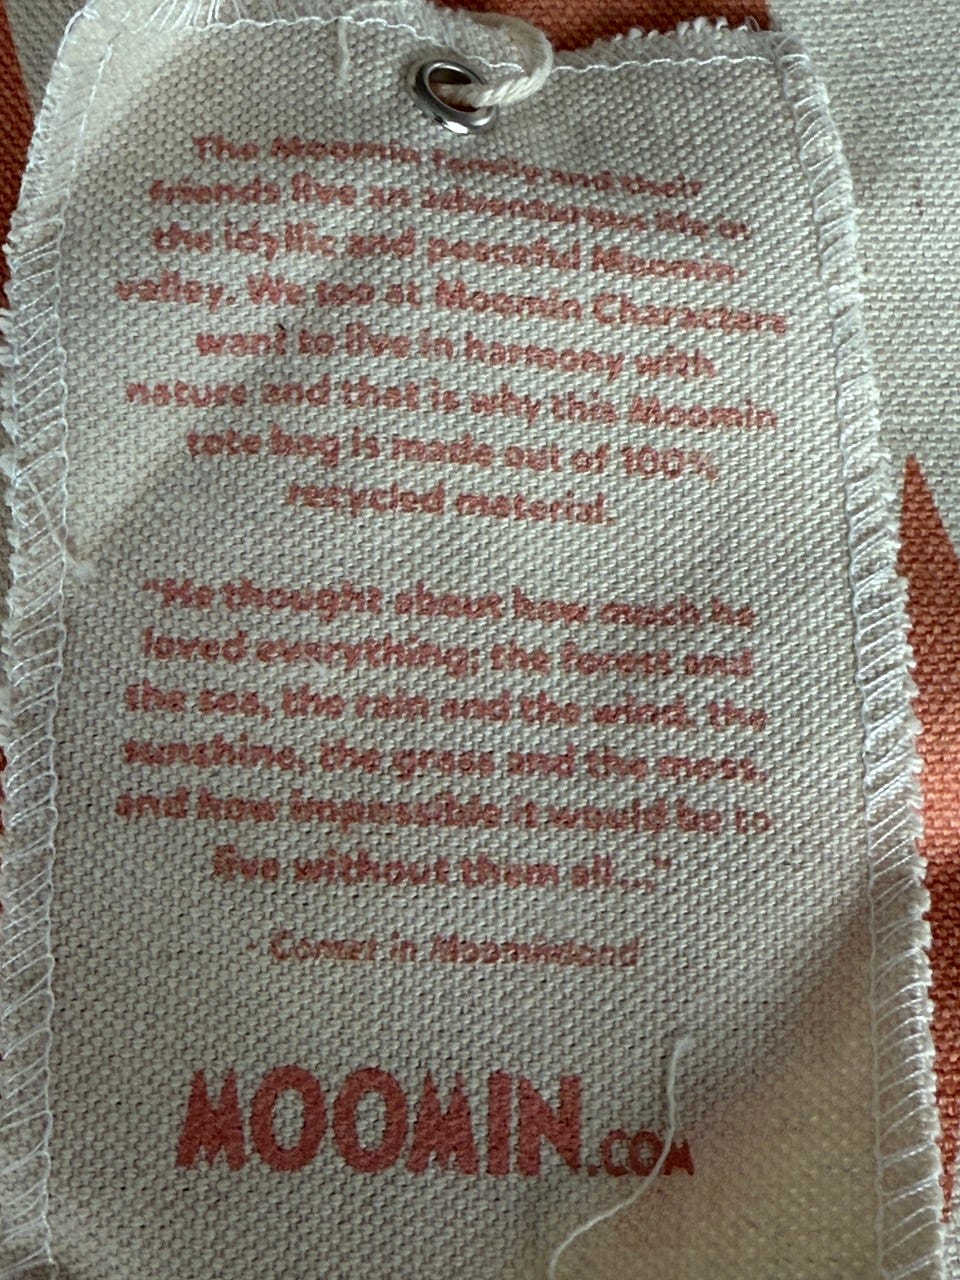 The Moomin family and their
friends live an adventurous life in
the idyllic and peaceful Moomin-
valley. We too at Moomin Characters
want to live in harmony with
nature and that is why this Moomin
tote bag is made out of 100%
recycled material.
"He thought about how much he
loved everything; the forest and
the sea, the rain and the wind, the
sunshine, the grass and the moss,
and how impossible it would be to
live without them all..."
- Comet in Moominland
MOOMIN.COM